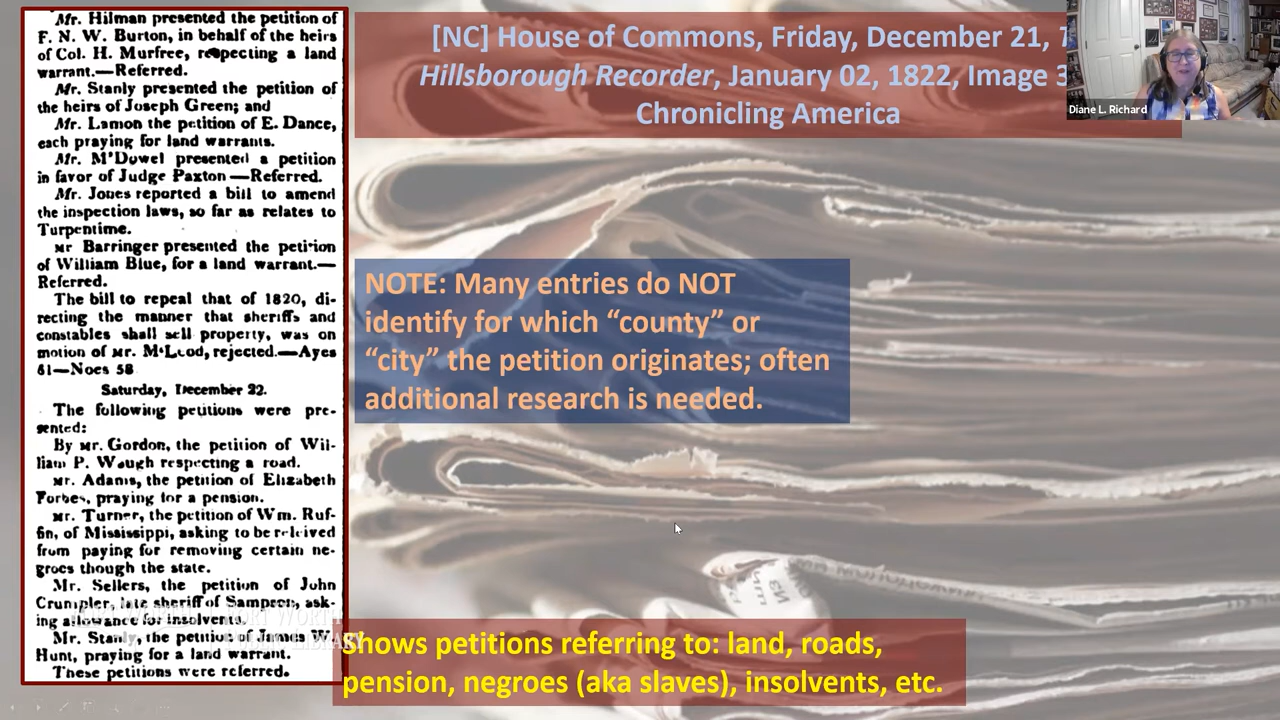 Mr. Hilman presented the petition of
F. N. W. Burton, in behalf of the heirs
of Col. H. Murfree, respecting a land
warrant.—Referred.
Mr. Stanly presented the petition of
the heirs of Joseph Green; and
Mr. Lamon the petition of E. Dance,
each praying for land warrants.
Mr. M'Dowel presented a petition
in favor of Judge Paxton —Referred.
Mr. Jones reported a bill to amend
the inspection laws, so far as relates to
Turpentime.
mr Barringer presented the petition
of William Blue, for a land warrant.—
Referred.
The bill to repeal that of 1820, di-
recting the manner that sheriffs and
constables shall sell property, was on
motion of mr. M'Leod, rejected.—Ayes
61—Noes 58
Saturday, December 22.
The following petitions were pre-
sented:
By mr. Gordon, the petition of Wil-
liam P. Waugh respecting a road.
mr. Adams, the petition of Elizabeth
Forbes, praying for a pension.
mr. Turner, the petition of Wm. Ruf-
fin, of Mississippi, asking to be releived
from paying for removing certain ne-
groes though the state.
Mr. Sellers, the petition of John
Crumpler, late sheriff of Sampson, ask-
ing allowance for insolvents.
Mr. Stanly, the petition of James W.
Hunt, praying for a land warrant.
These petitions were referred.
[NC] House of Commons, Friday, December 21,
Hillsborough Recorder, January 02, 1822, Image 3
Chronicling America
Diane L. Richard
NOTE: Many entries do NOT
identify for which “county” or
“city” the petition originates; often
additional research is needed.
Shows petitions referring to: land, roads,
pension, negroes (aka slaves), insolvents, etc.
FORT WORTH